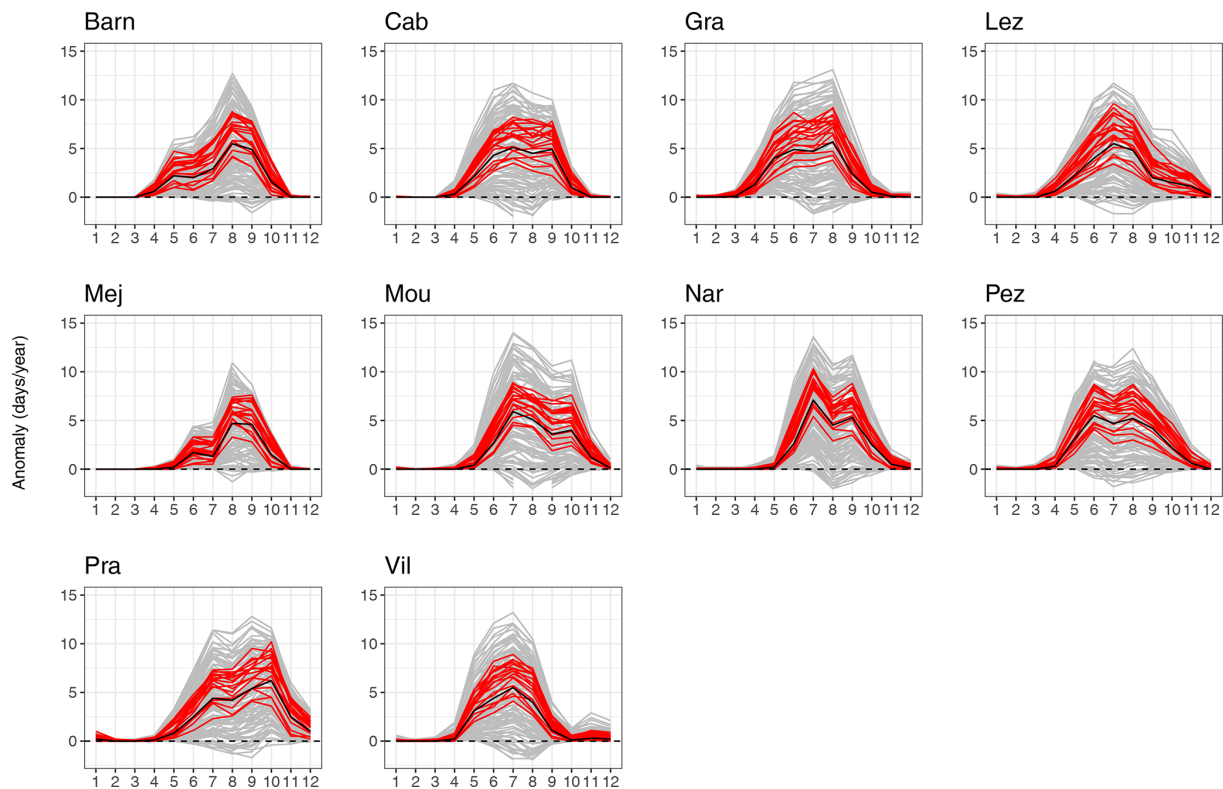 Barn Cab Gra Lez
15 15 15 15
10 10 10 10
5 5 5 5
0 0 0 0
1 2 3 4 5 6 7 8 9 10 11 12 1 2 3 4 5 6 7 8 9 10 11 12 1 2 3 4 5 6 7 8 9 10 11 12 1 2 3 4 5 6 7 8 9 10 11 12
Anomaly (days/year)
Mej Mou Nar Pez
15 15 15 15
10 10 10 10
5 5 5 5
0 0 0 0
1 2 3 4 5 6 7 8 9 10 11 12 1 2 3 4 5 6 7 8 9 10 11 12 1 2 3 4 5 6 7 8 9 10 11 12 1 2 3 4 5 6 7 8 9 10 11 12
Pra Vil
15 15
10 10
5 5
0 0
1 2 3 4 5 6 7 8 9 10 11 12 1 2 3 4 5 6 7 8 9 10 11 12